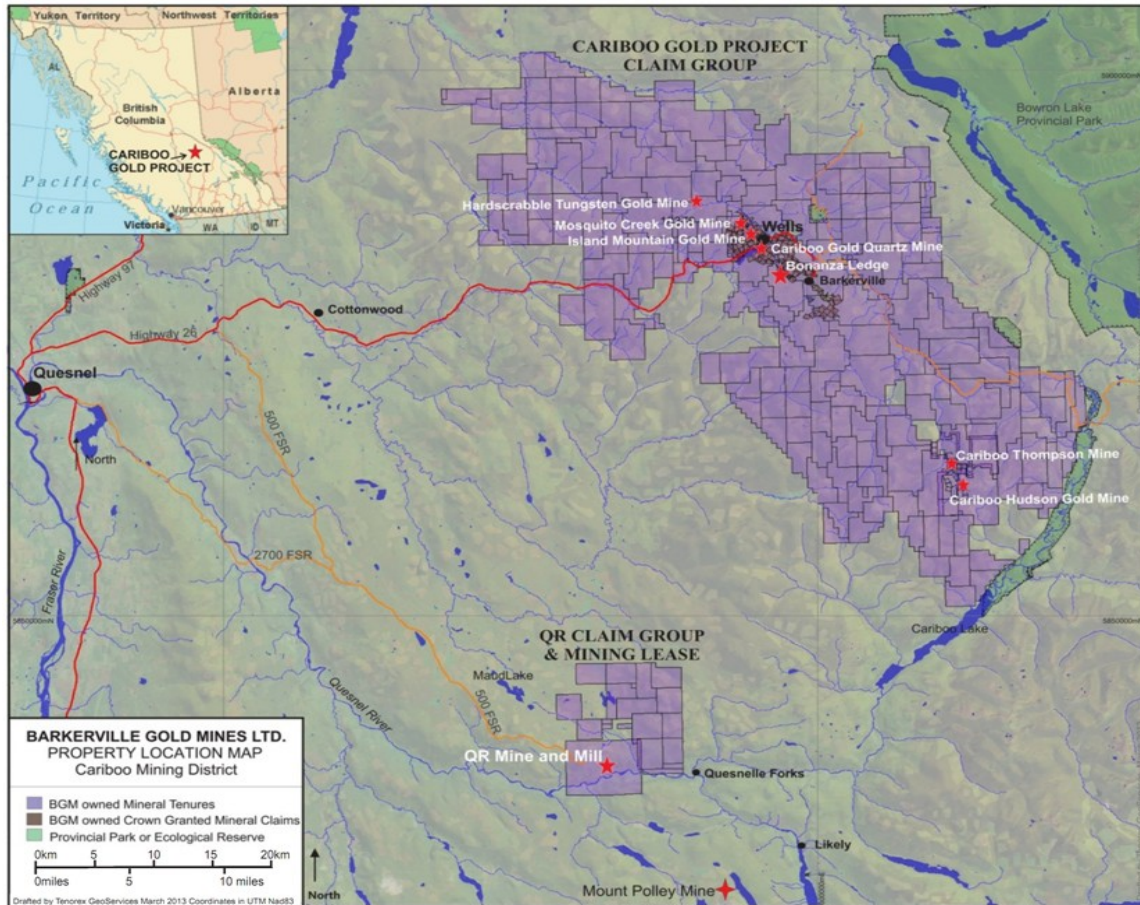 Yukon Territory
Northwest Territories
AL
British
Columbia
Alberta
CARIBOO
GOLD PROJECT
Pacific
Ocean
Vancouver
Victoria
WA
ID
MT
CARIBOO GOLD PROJECT
CLAIM GROUP
5900000mN
Bowron Lake
Provincial Park
Hardscrabble Tungsten Gold Mine
Mosquito Creek Gold Mine
Wells
Island Mountain Gold Mine
Cariboo Gold Quartz Mine
Bonanza Ledge
Barkerville
Highway 97
Cottonwood
Highway 26
Quesnel
500 FSR
North
Cariboo Thompson Mine
Cariboo Hudson Gold Mine
2700 FSR
Fraser River
5850000mN
5850000mN
Cariboo Lake
QR CLAIM GROUP
& MINING LEASE
MaudLake
Quesnel River
500 FSR
QR Mine and Mill
Quesnelle Forks
Likely
Mount Polley Mine
BARKERVILLE GOLD MINES LTD.
PROPERTY LOCATION MAP
Cariboo Mining District
BGM owned Mineral Tenures
BGM owned Crown Granted Mineral Claims
Provincial Park or Ecological Reserve
0km 5 10 15 20km
0miles 5 10 miles
North
Drafted by Tenorex GeoServices March 2013 Coordinates in UTM Nad83